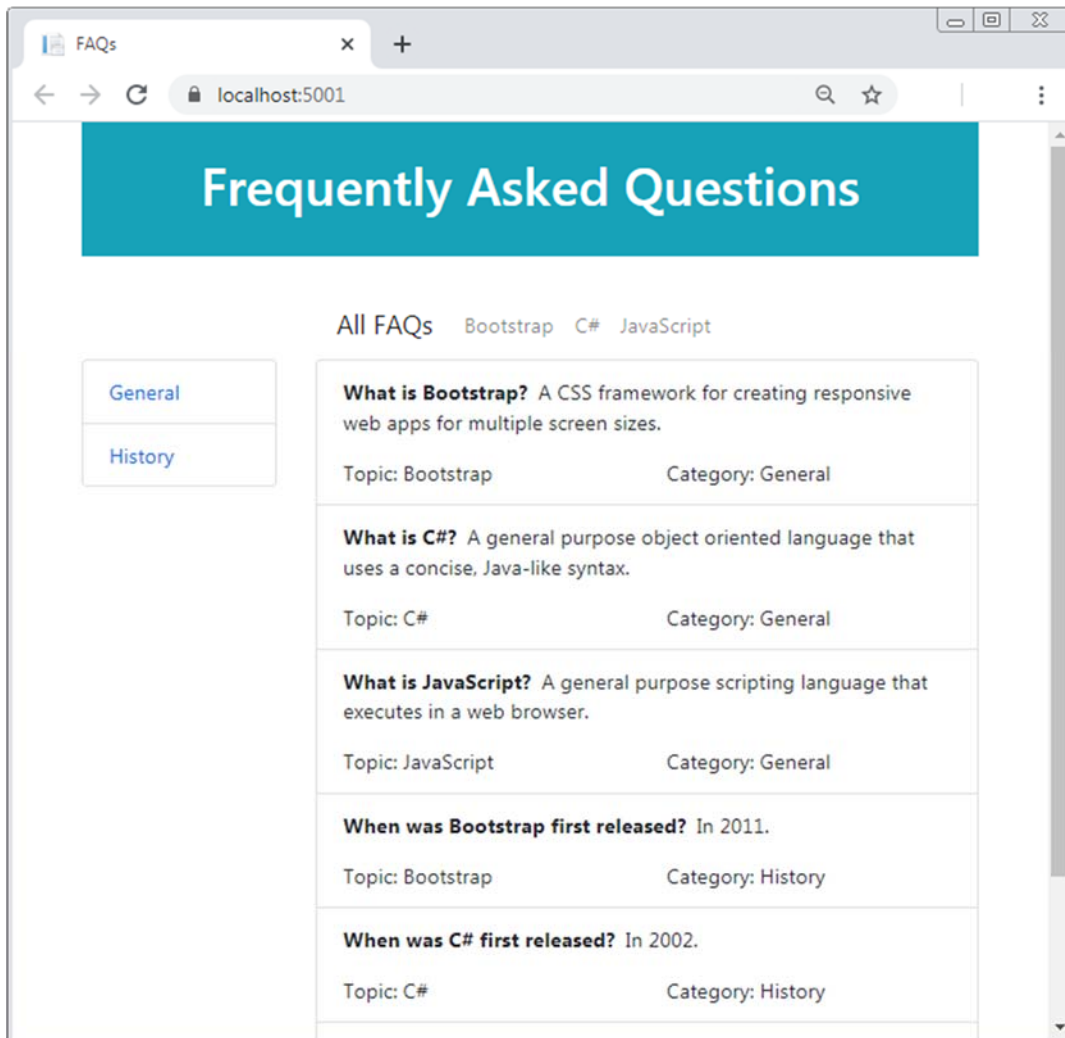 FAQs
localhost:5001
Frequently Asked Questions
All FAQs Bootstrap C# JavaScript
General
History
What is Bootstrap? A CSS framework for creating responsive
web apps for multiple screen sizes.
Topic: Bootstrap Category: General
What is C#? A general purpose object oriented language that
uses a concise, Java-like syntax.
Topic: C# Category: General
What is JavaScript? A general purpose scripting language that
executes in a web browser.
Topic: JavaScript Category: General
When was Bootstrap first released? In 2011.
Topic: Bootstrap Category: History
When was C# first released? In 2002.
Topic: C# Category: History